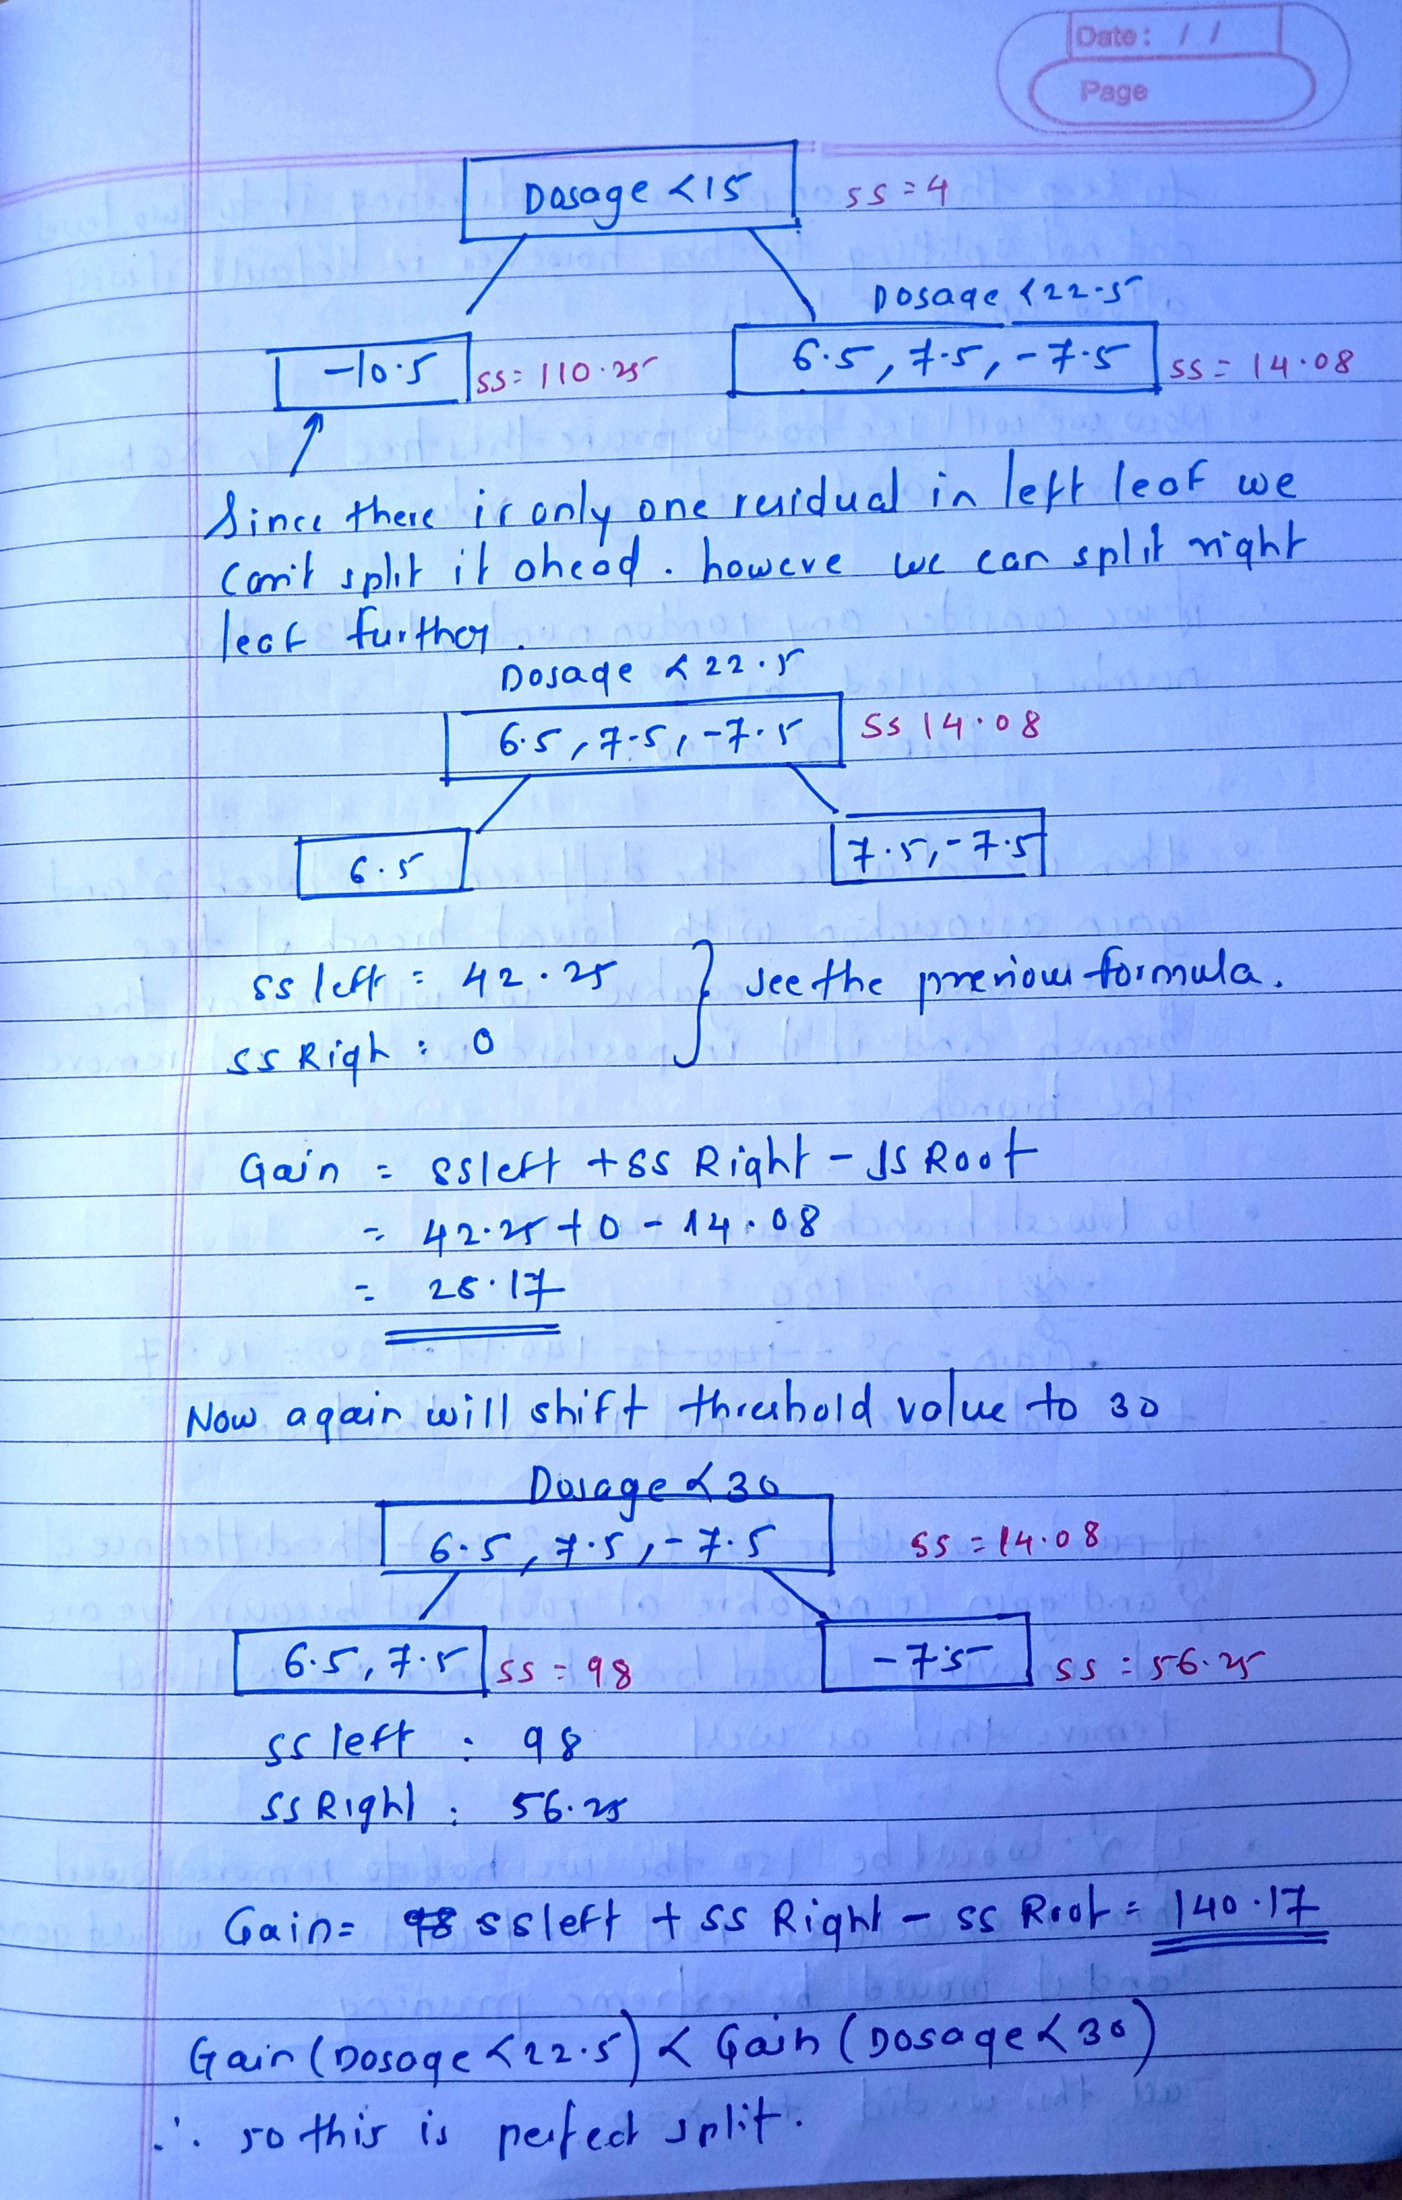 Date: / /
Page
Dosage <15 SS = 4
Dosage <22.5
-10.5 SS = 110.25 6.5, 7.5, -7.5 SS = 14.08
Since there is only one residual in left leaf we
can't split it ahead. howeve we can split right
leaf further.
Dosage <22.5
6.5, 7.5, -7.5 SS 14.08
6.5 7.5, -7.5
SS left = 42.25 } see the previous formula.
SS Righ : 0
Gain = SSleft + SS Right - SS Root
= 42.25 + 0 - 14.08
= 28.17
Now again will shift threshold value to 30
Dosage <30
6.5, 7.5, -7.5 SS = 14.08
6.5, 7.5 SS = 98 -7.5 SS = 56.25
SS left : 98
SS Right : 56.25
Gain = SSleft + SS Right - SS Root = 140.17
Gain (Dosage <22.5) < Gain (Dosage <30)
∴ so this is perfect split.